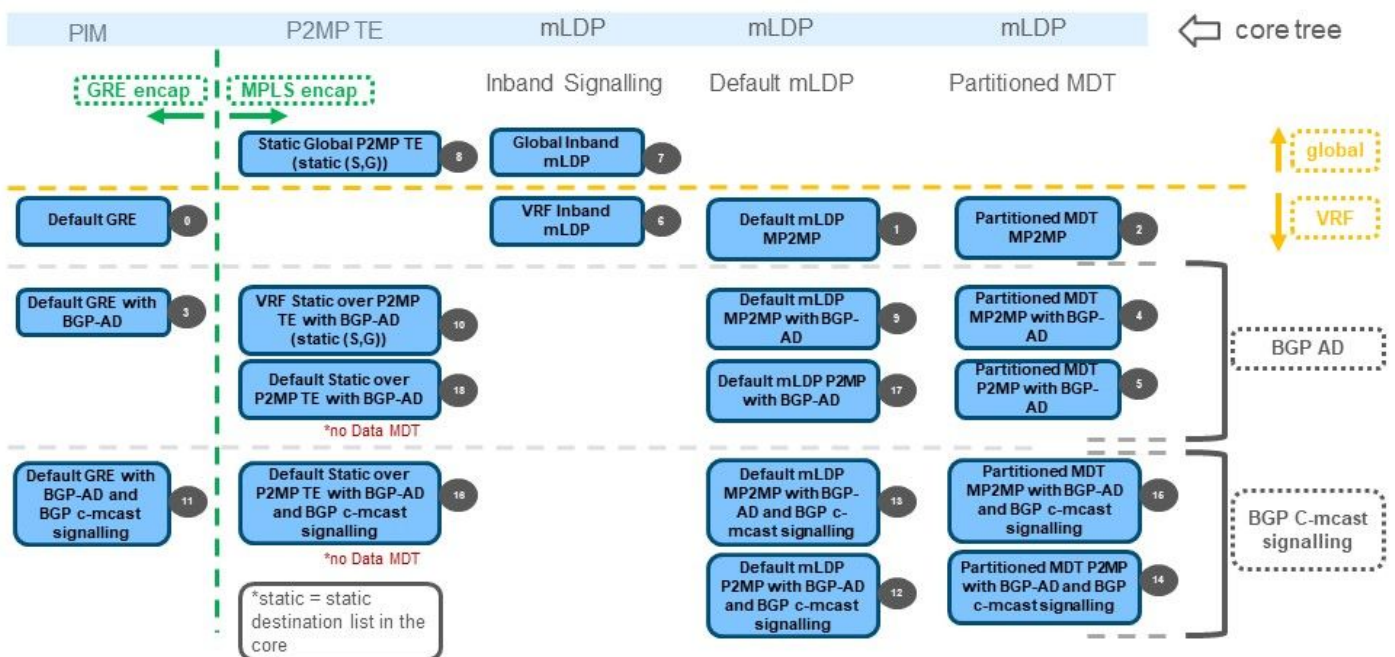 PIM
P2MP TE
mLDP
mLDP
mLDP
core tree
GRE encap
MPLS encap
Inband Signalling
Default mLDP
Partitioned MDT
Static Global P2MP TE
(static (S,G))
8
Global Inband
mLDP
7
global
Default GRE
0
VRF Inband
mLDP
6
Default mLDP
MP2MP
1
Partitioned MDT
MP2MP
2
VRF
Default GRE with
BGP-AD
3
VRF Static over P2MP
TE with BGP-AD
(static (S,G))
10
Default mLDP
MP2MP with BGP-
AD
9
Partitioned MDT
MP2MP with BGP-
AD
4
BGP AD
Default Static over
P2MP TE with BGP-AD
18
*no Data MDT
Default mLDP P2MP
with BGP-AD
17
Partitioned MDT
P2MP with BGP-
AD
5
Default GRE with
BGP-AD and
BGP c-mcast
signalling
11
Default Static over
P2MP TE with BGP-AD
and BGP c-mcast
signalling
16
*no Data MDT
Default mLDP
MP2MP with BGP-
AD and BGP c-
mcast signalling
13
Partitioned MDT
MP2MP with BGP-AD
and BGP c-mcast
signalling
15
BGP C-mcast
signalling
*static = static
destination list in the
core
Default mLDP
P2MP with BGP-AD
and BGP c-mcast
signalling
12
Partitioned MDT P2MP
with BGP-AD and BGP
c-mcast signalling
14